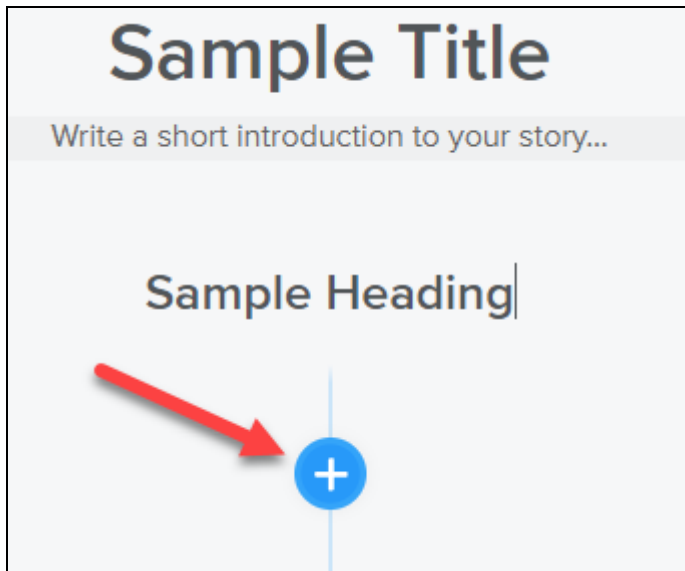 Sample Title
Write a short introduction to your story...
Sample Heading